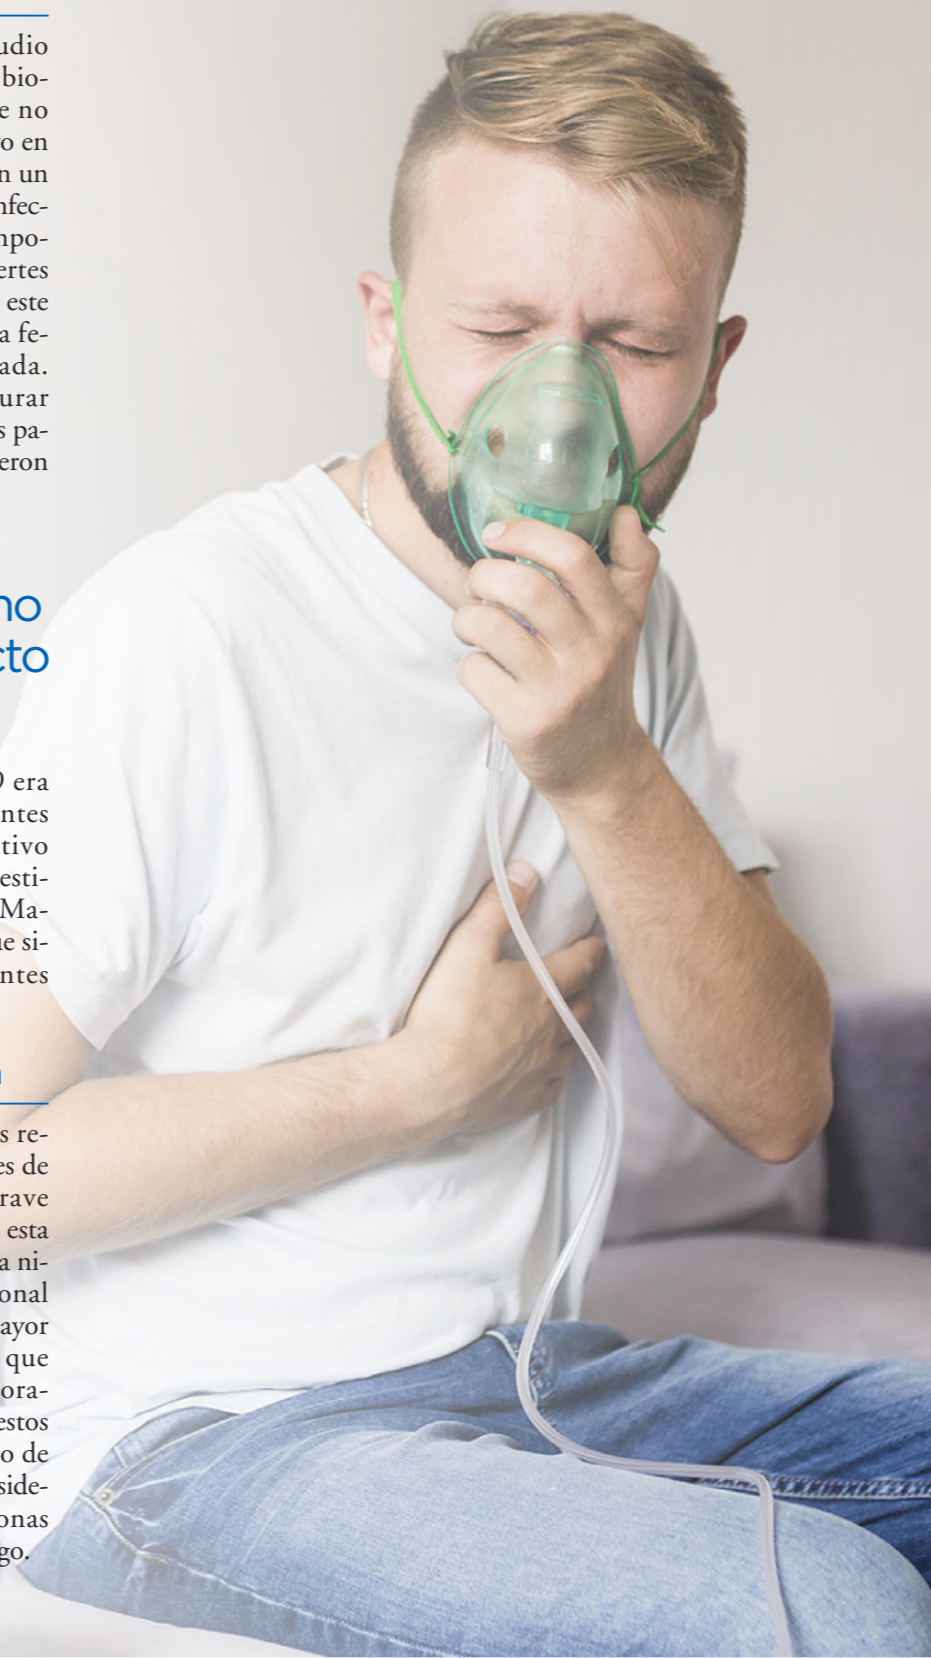 udio
bio-
e no
o en
n un
nfec-
npo-
ertes
este
a fe-
ada.
urar
s pa-
eron
no
cto
era
ntes
tivo
esti-
Ma-
ue si-
ntes
s re-
es de
rave
esta
a ni-
onal
ayor
que
ora-
estos
o de
side-
onas
go.